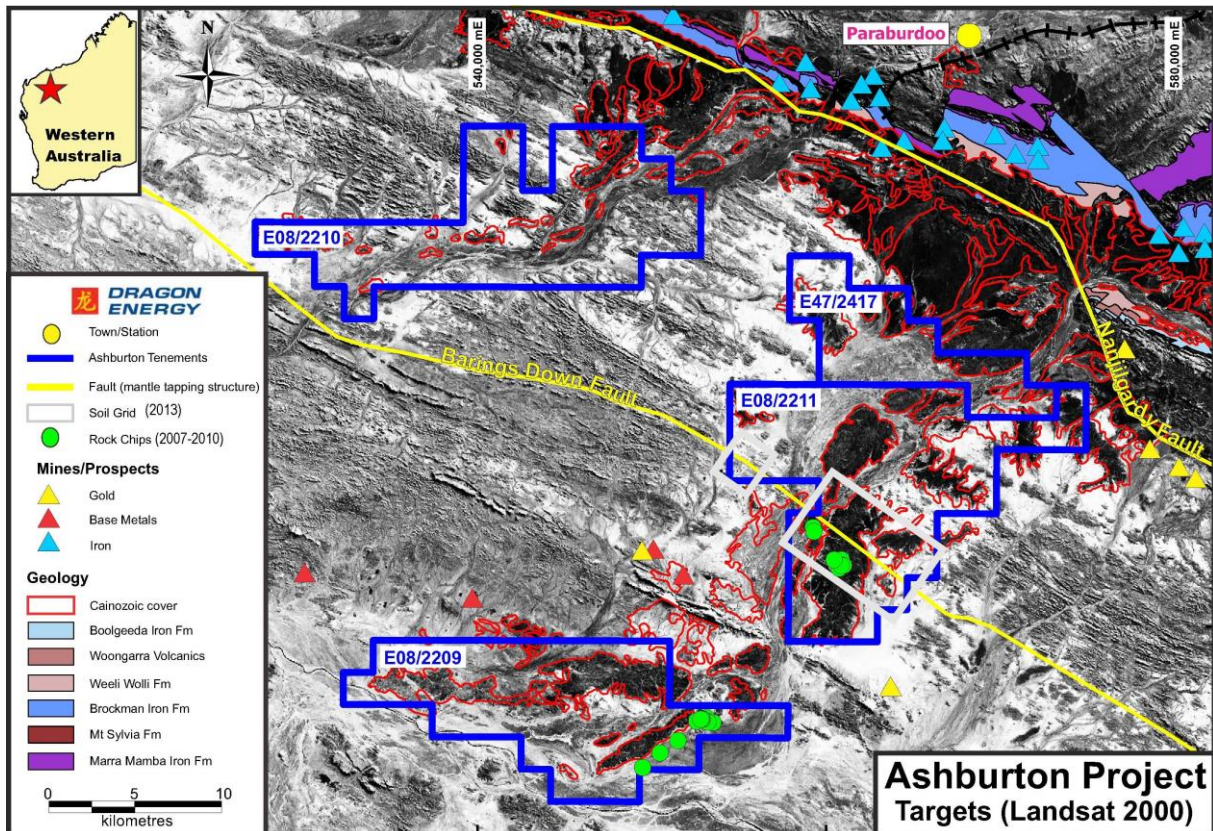 N
540,000 mE
Paraburdoo
580,000 mE
Western
Australia
E08/2210
E47/2417
Nanjilgardy Fault
Barings Down Fault
E08/2211
E08/2209
龙
DRAGON
ENERGY
Town/Station
Ashburton Tenements
Fault (mantle tapping structure)
Soil Grid (2013)
Rock Chips (2007-2010)
Mines/Prospects
Gold
Base Metals
Iron
Geology
Cainozoic cover
Boolgeeda Iron Fm
Woongarra Volcanics
Weeli Wolli Fm
Brockman Iron Fm
Mt Sylvia Fm
Marra Mamba Iron Fm
0 5 10
kilometres
Ashburton Project
Targets (Landsat 2000)